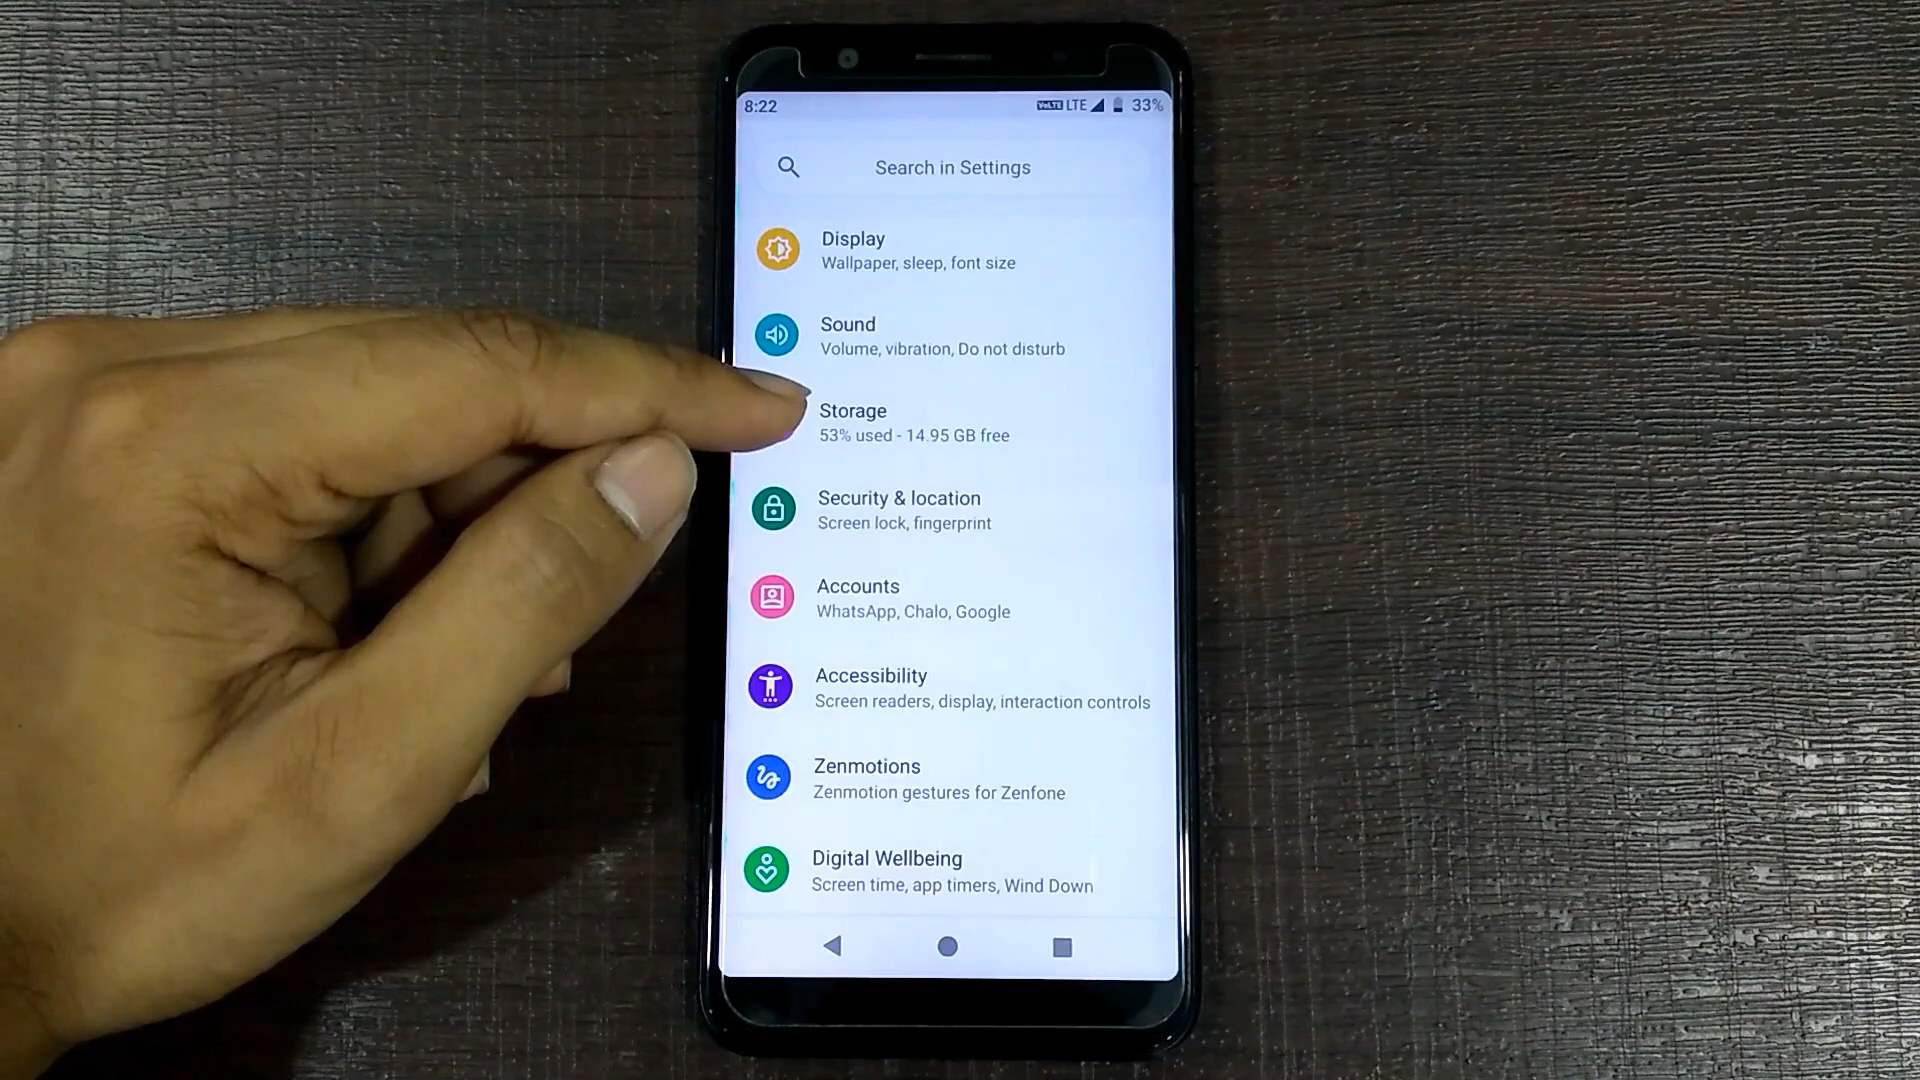 8:22 VoLTE LTE 33%
Search in Settings
Display
Wallpaper, sleep, font size
Sound
Volume, vibration, Do not disturb
Storage
53% used - 14.95 GB free
Security & location
Screen lock, fingerprint
Accounts
WhatsApp, Chalo, Google
Accessibility
Screen readers, display, interaction controls
Zenmotions
Zenmotion gestures for Zenfone
Digital Wellbeing
Screen time, app timers, Wind Down